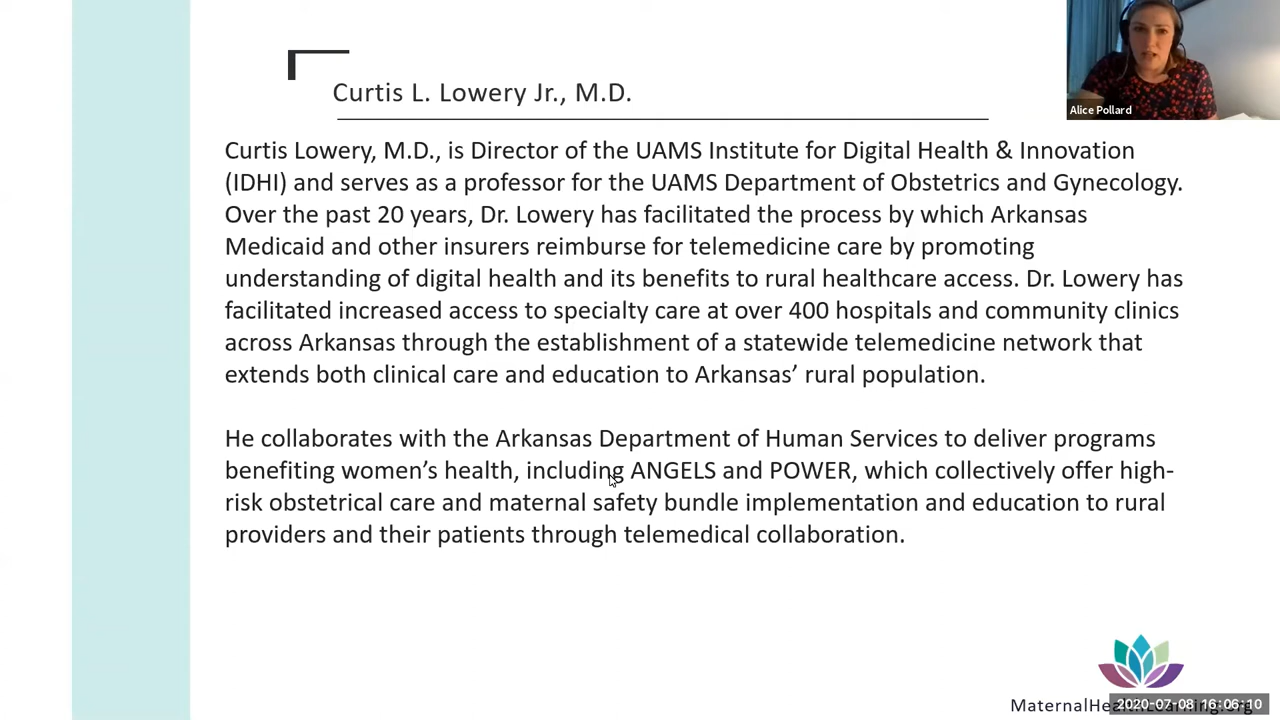 Curtis L. Lowery Jr., M.D.
Alice Pollard
Curtis Lowery, M.D., is Director of the UAMS Institute for Digital Health & Innovation
(IDHI) and serves as a professor for the UAMS Department of Obstetrics and Gynecology.
Over the past 20 years, Dr. Lowery has facilitated the process by which Arkansas
Medicaid and other insurers reimburse for telemedicine care by promoting
understanding of digital health and its benefits to rural healthcare access. Dr. Lowery has
facilitated increased access to specialty care at over 400 hospitals and community clinics
across Arkansas through the establishment of a statewide telemedicine network that
extends both clinical care and education to Arkansas’ rural population.
He collaborates with the Arkansas Department of Human Services to deliver programs
benefiting women’s health, including ANGELS and POWER, which collectively offer high-
risk obstetrical care and maternal safety bundle implementation and education to rural
providers and their patients through telemedical collaboration.
MaternalHealthLearning.org
2020-07-08 16:06:10